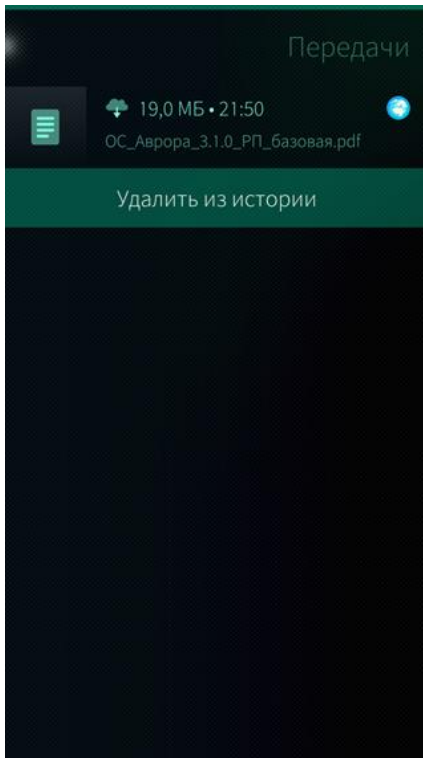 Передачи
19,0 МБ • 21:50
ОС_Аврора_3.1.0_РП_базовая.pdf
Удалить из истории